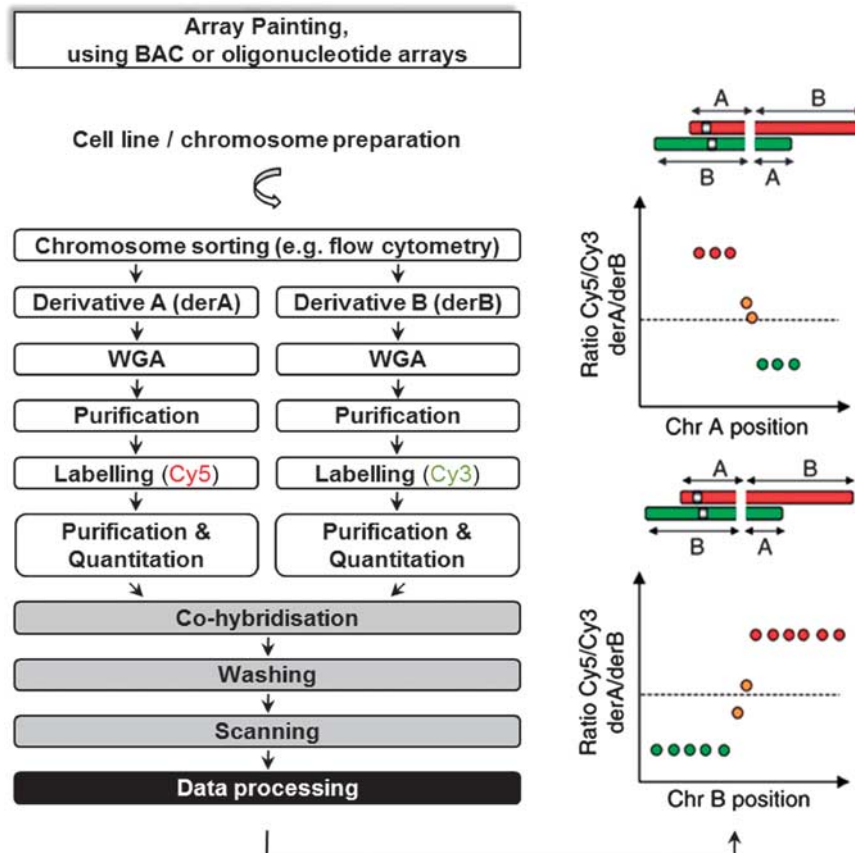 Array Painting,
using BAC or oligonucleotide arrays
Cell line / chromosome preparation
Chromosome sorting (e.g. flow cytometry)
Derivative A (derA)
Derivative B (derB)
WGA
WGA
Purification
Purification
Labelling (Cy5)
Labelling (Cy3)
Purification &
Quantitation
Purification &
Quantitation
Co-hybridisation
Washing
Scanning
Data processing
A
B
B
A
Ratio Cy5/Cy3
derA/derB
Chr A position
A
B
B
A
Ratio Cy5/Cy3
derA/derB
Chr B position